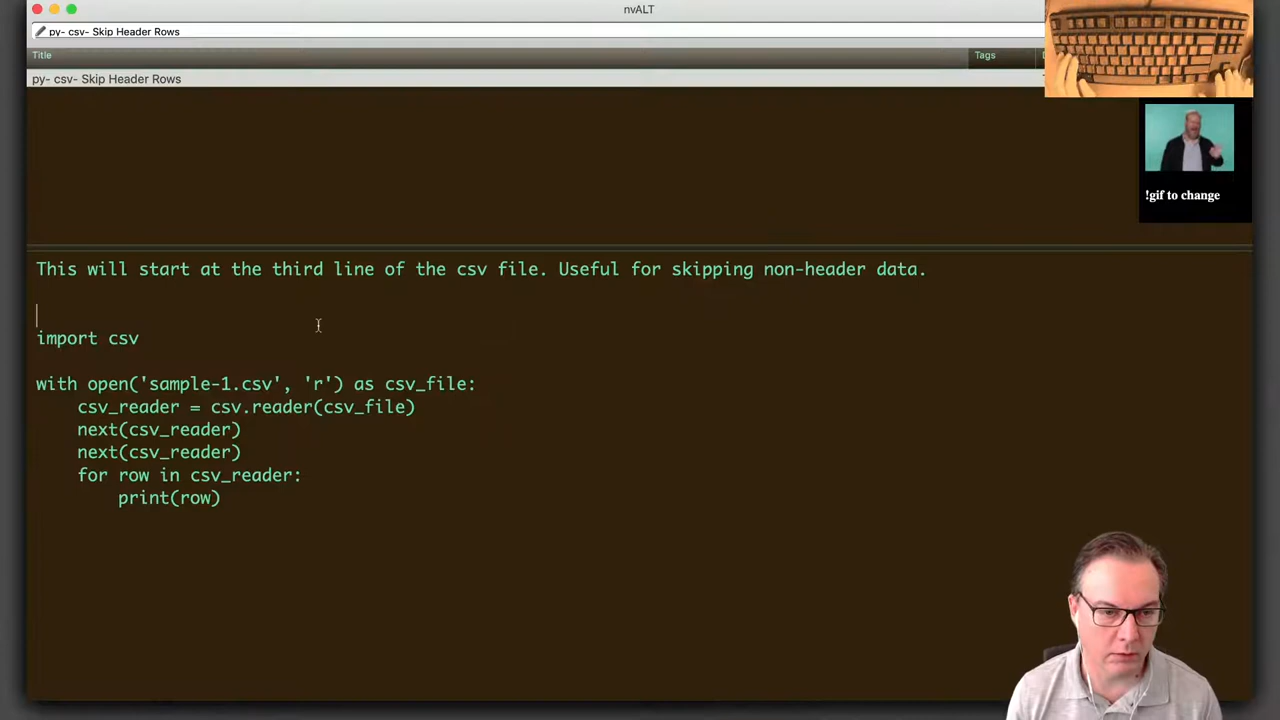 nvALT
py- csv- Skip Header Rows
Title
Tags
py- csv- Skip Header Rows
!gif to change
This will start at the third line of the csv file. Useful for skipping non-header data.
import csv
with open('sample-1.csv', 'r') as csv_file:
    csv_reader = csv.reader(csv_file)
    next(csv_reader)
    next(csv_reader)
    for row in csv_reader:
        print(row)